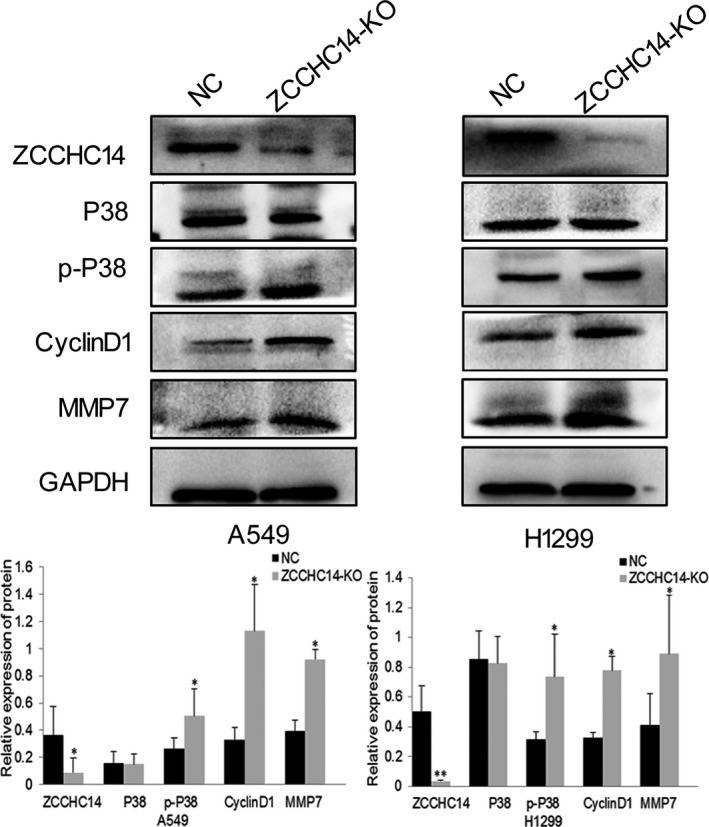 NC ZCCHC14-KO NC ZCCHC14-KO
ZCCHC14
P38
p-P38
CyclinD1
MMP7
GAPDH
A549 H1299
NC
ZCCHC14-KO
Relative expression of protein
1.6
1.4
1.2
1
0.8
0.6
0.4
0.2
0
*
*
*
*
ZCCHC14 P38 p-P38 CyclinD1 MMP7
A549
NC
ZCCHC14-KO
Relative expression of protein
1.4
1.2
1
0.8
0.6
0.4
0.2
0
**
*
*
*
ZCCHC14 P38 p-P38 CyclinD1 MMP7
H1299